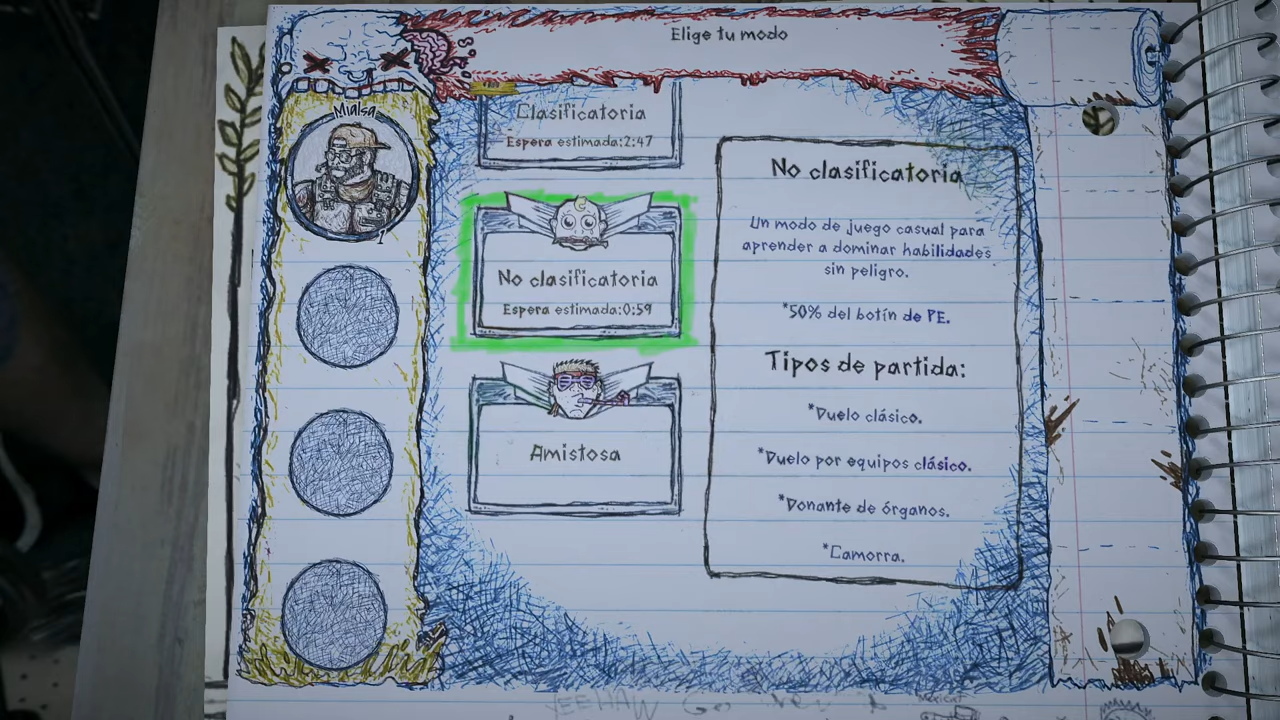 Elige tu modo
Mialsa
Clasificatoria
Espera estimada:2:47
No clasificatoria
Espera estimada:0:59
Amistosa
No clasificatoria
Un modo de juego casual para
aprender a dominar habilidades
sin peligro.
*50% del botín de PE.
Tipos de partida:
*Duelo clásico.
*Duelo por equipos clásico.
*Donante de órganos.
*Camorra.